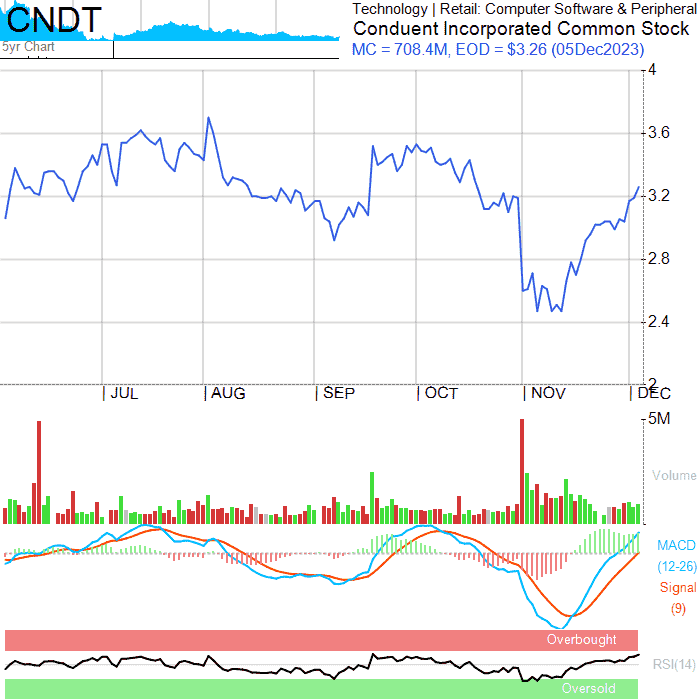 CNDT
5yr Chart
Technology | Retail: Computer Software & Peripheral
Conduent Incorporated Common Stock
MC = 708.4M, EOD = $3.26 (05Dec2023)
4
3.6
3.2
2.8
2.4
2
| JUL | AUG | SEP | OCT | NOV | DEC
5M
Volume
MACD
(12-26)
Signal
(9)
Overbought
RSI(14)
Oversold